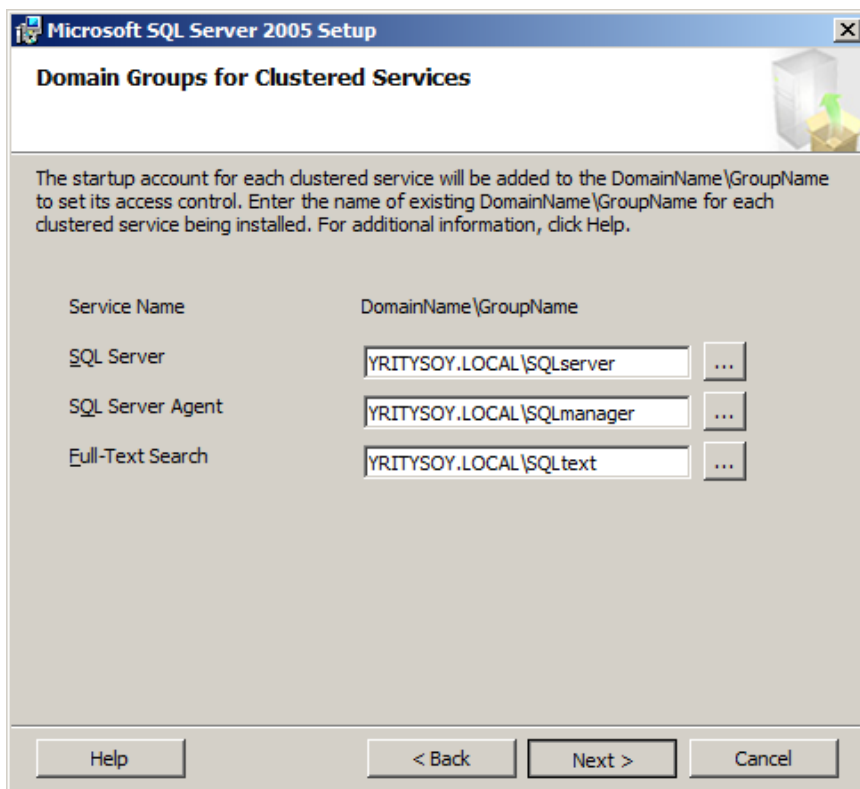 Microsoft SQL Server 2005 Setup
Domain Groups for Clustered Services
The startup account for each clustered service will be added to the DomainName\GroupName
to set its access control. Enter the name of existing DomainName\GroupName for each
clustered service being installed. For additional information, click Help.
Service Name DomainName\GroupName
SQL Server YRITYSOY.LOCAL\SQLserver ...
SQL Server Agent YRITYSOY.LOCAL\SQLmanager ...
Full-Text Search YRITYSOY.LOCAL\SQLtext ...
Help < Back Next > Cancel